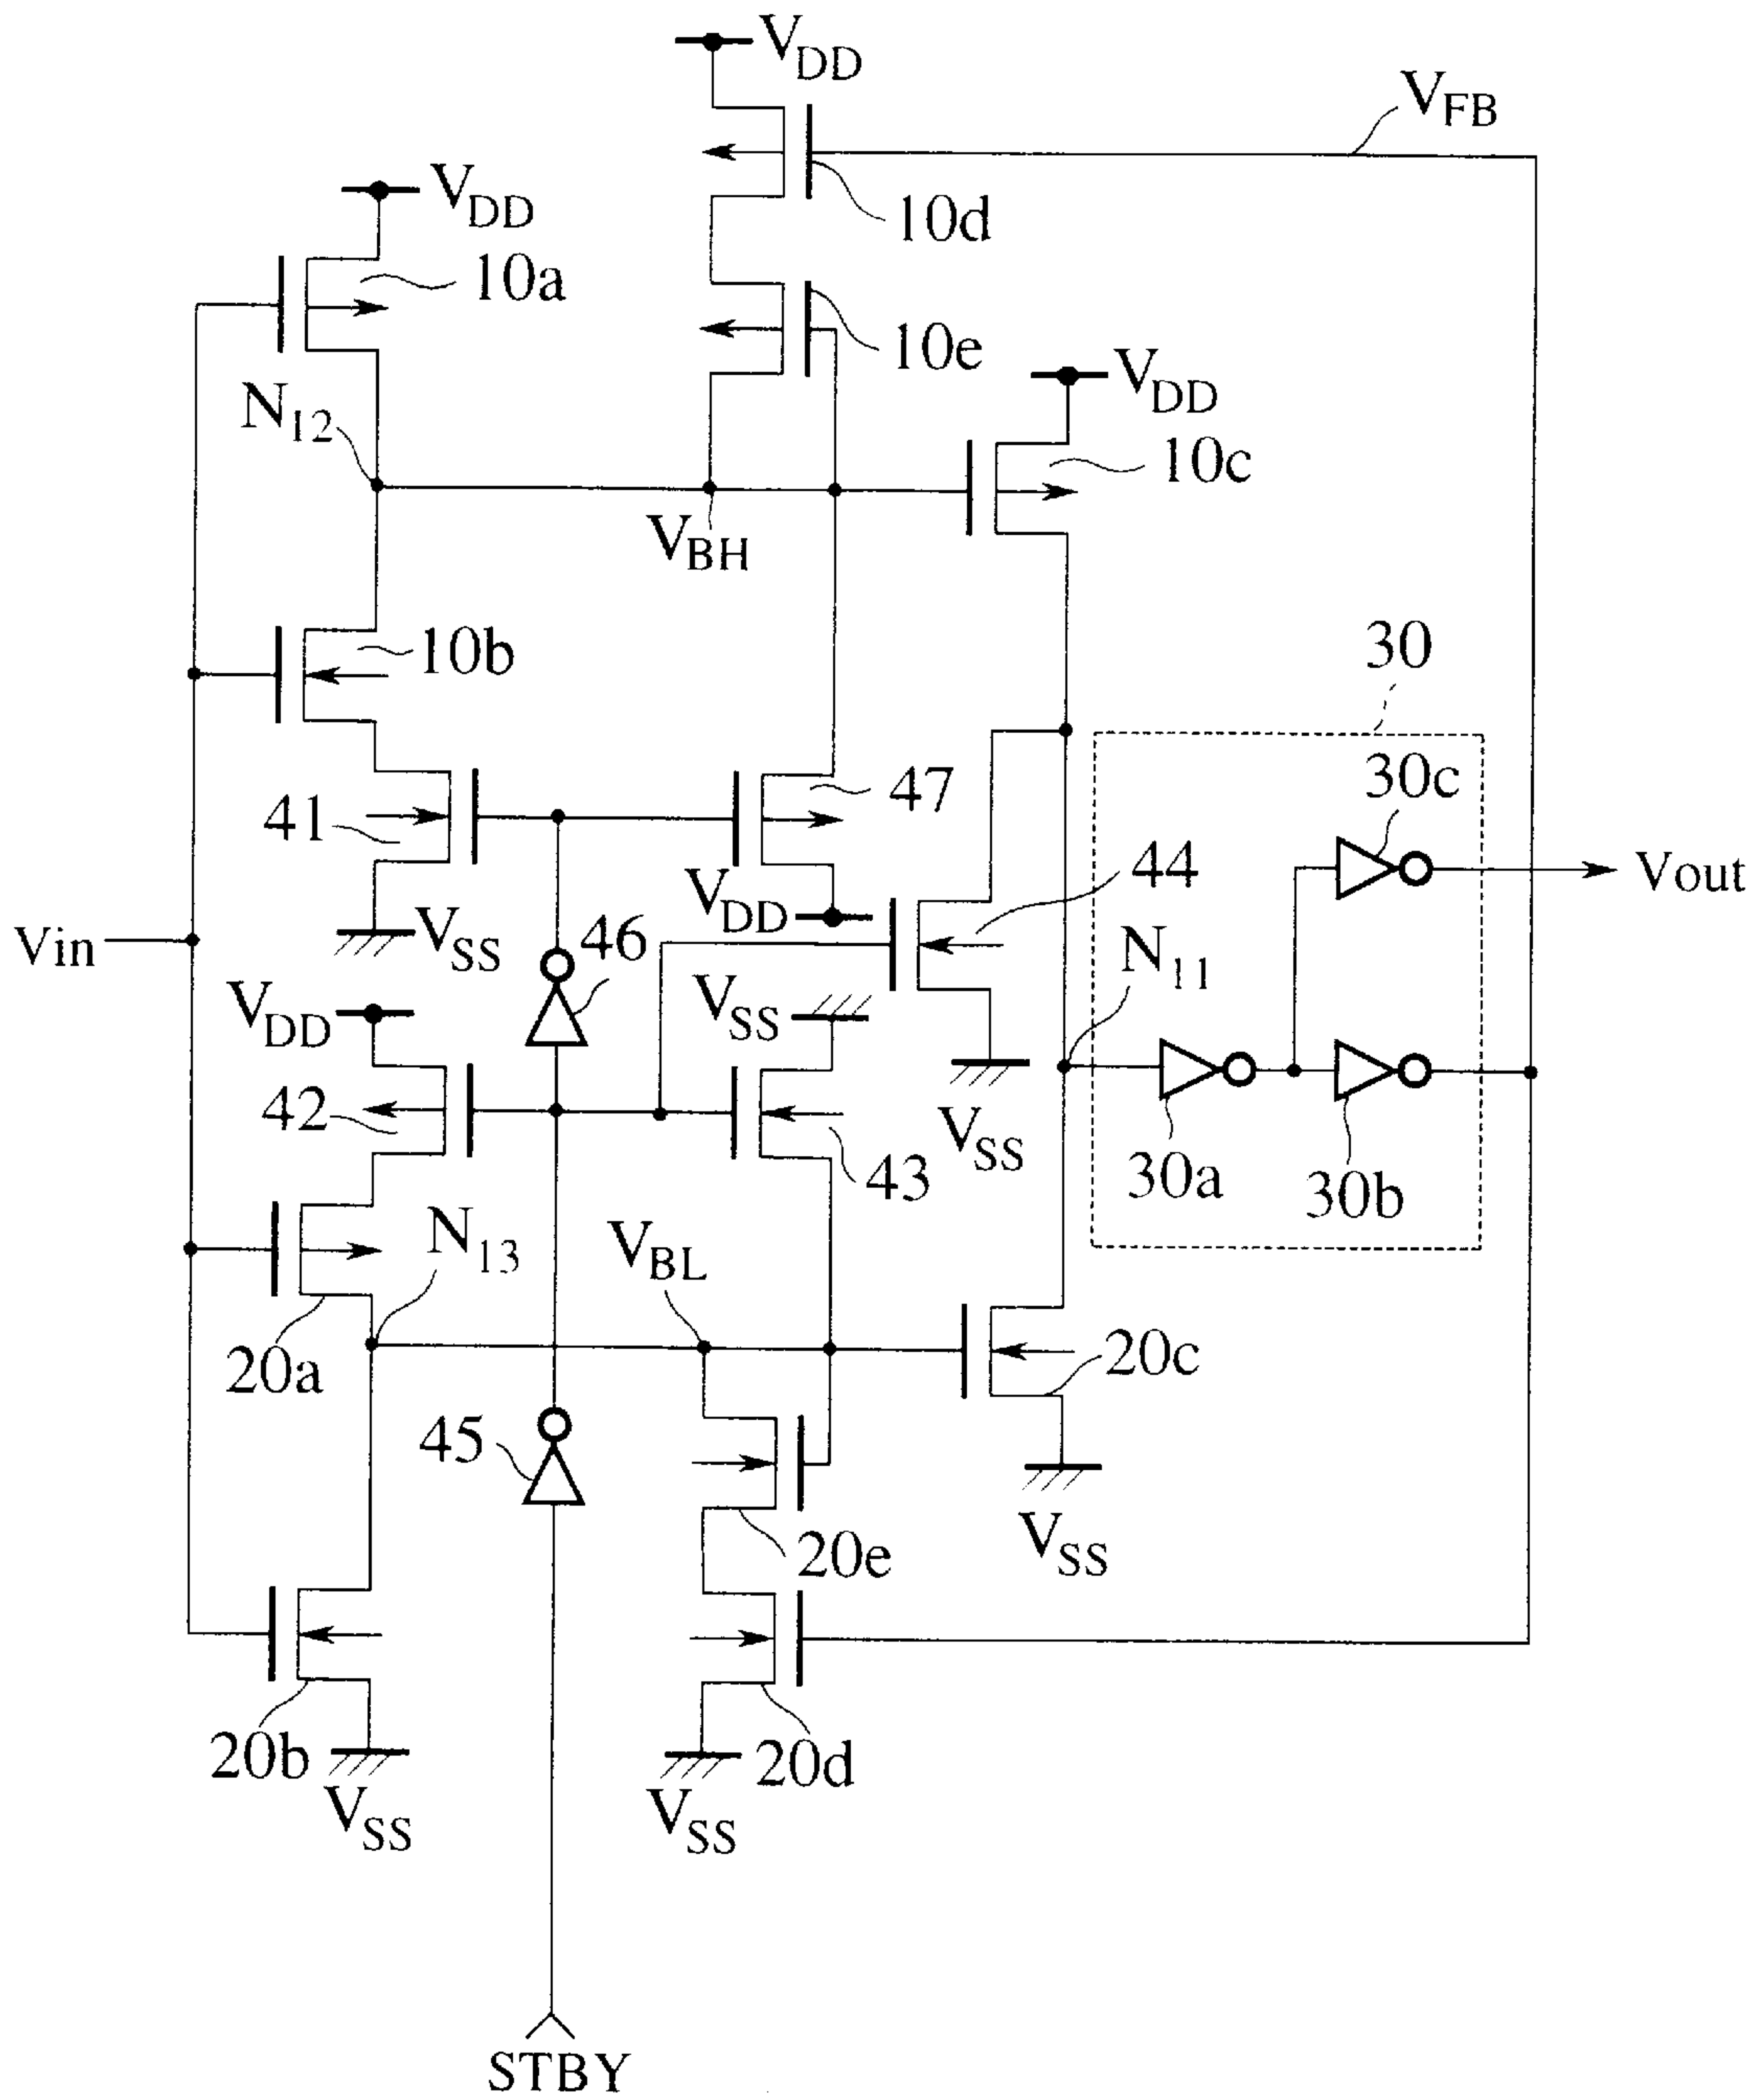 VDD
VFB
10d
VDD
10a
10e
VDD
N12
10c
VBH
10b
30
30c
47
41
44
Vout
VDD
VSS
46
N11
Vin
VSS
VDD
42
VSS
43
30a
30b
N13
VBL
20a
20c
45
VSS
20e
20b
20d
VSS
VSS
STBY